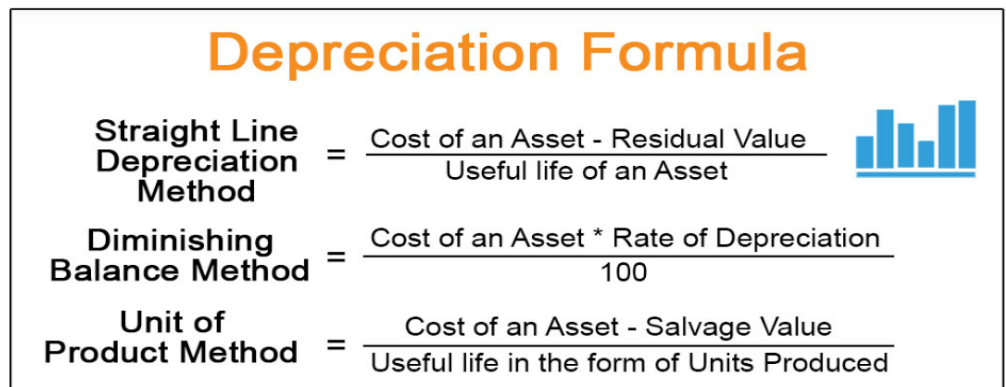 Depreciation Formula
Straight Line
Depreciation
Method
=
Cost of an Asset - Residual Value
Useful life of an Asset
Diminishing
Balance Method
=
Cost of an Asset * Rate of Depreciation
100
Unit of
Product Method
=
Cost of an Asset - Salvage Value
Useful life in the form of Units Produced